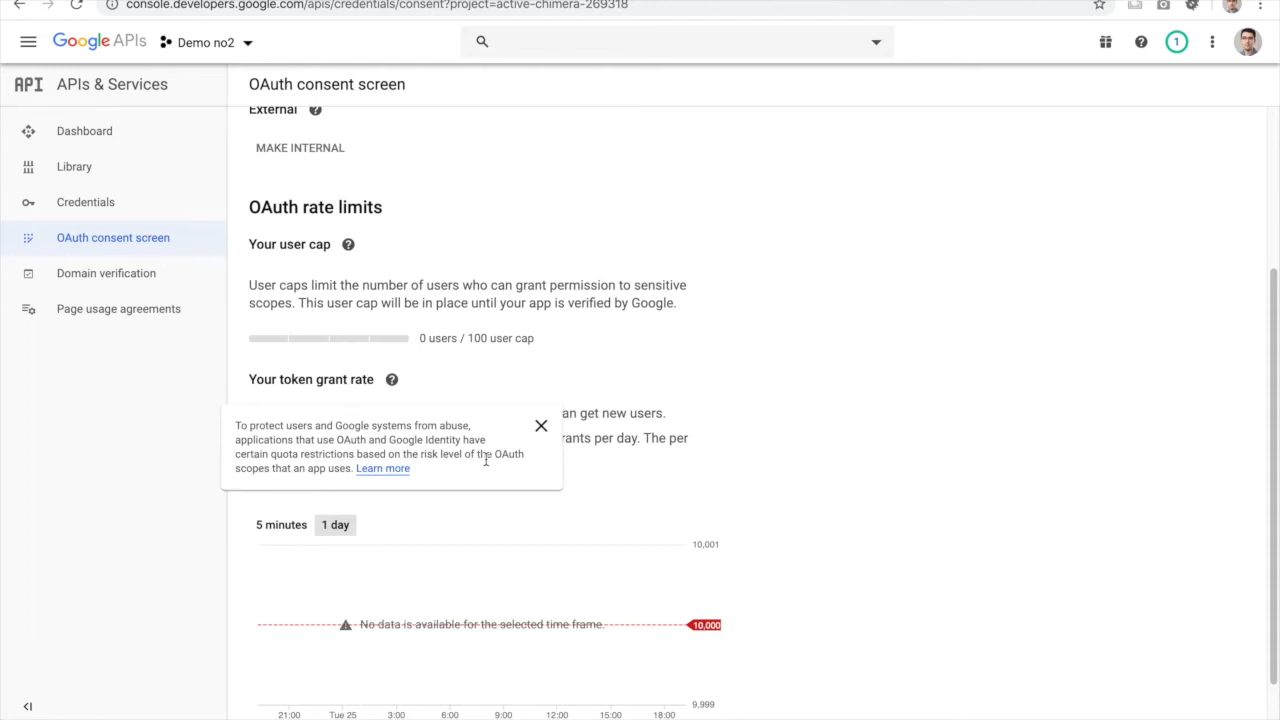 console.developers.google.com/apis/credentials/consent?project=active-chimera-269318
Google APIs
Demo no2
1
API APIs & Services
OAuth consent screen
Dashboard
Library
Credentials
OAuth consent screen
Domain verification
Page usage agreements
External
MAKE INTERNAL
OAuth rate limits
Your user cap
User caps limit the number of users who can grant permission to sensitive
scopes. This user cap will be in place until your app is verified by Google.
0 users / 100 user cap
Your token grant rate
an get new users.
rants per day. The per
To protect users and Google systems from abuse,
applications that use OAuth and Google Identity have
certain quota restrictions based on the risk level of the OAuth
scopes that an app uses. Learn more
5 minutes 1 day
10,001
No data is available for the selected time frame.
10,000
9,999
21:00 Tue 25 3:00 6:00 9:00 12:00 15:00 18:00